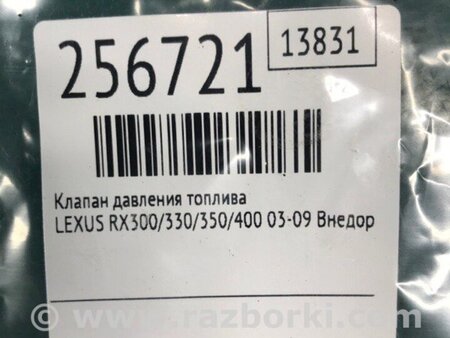 256721
13831
Клапан давления топлива
LEXUS RX300/330/350/400 03-09 Внедор
www.razborki.com